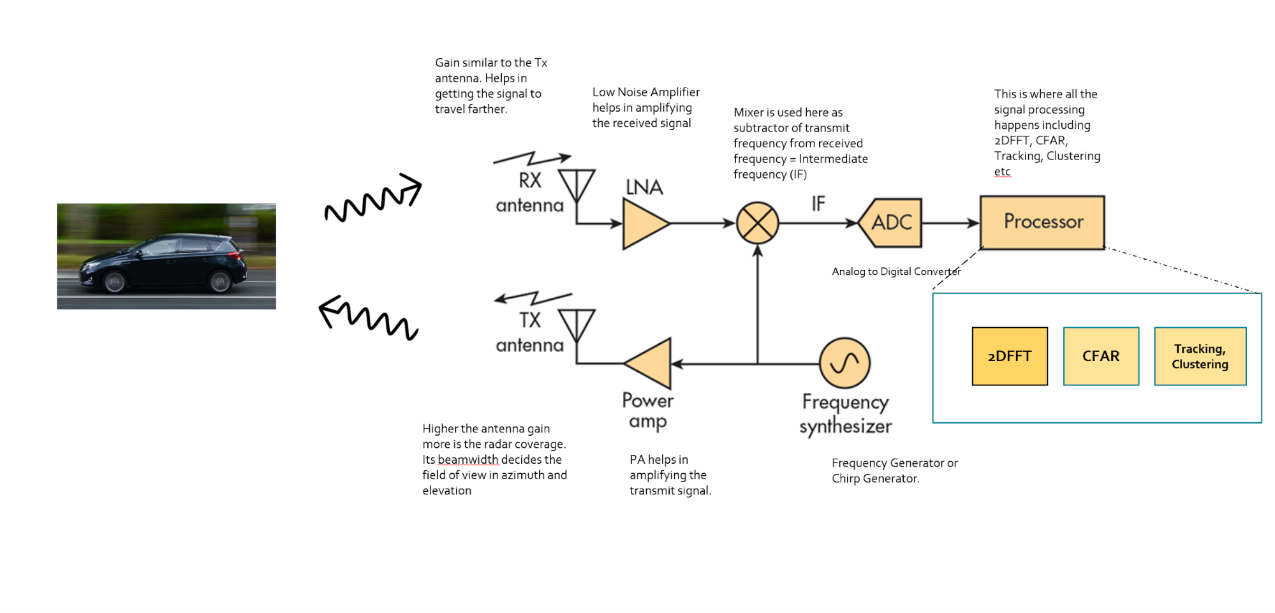 Gain similar to the Tx
antenna. Helps in
getting the signal to
travel farther.
Low Noise Amplifier
helps in amplifying
the received signal
Mixer is used here as
subtractor of transmit
frequency from received
frequency = Intermediate
frequency (IF)
This is where all the
signal processing
happens including
2DFFT, CFAR,
Tracking, Clustering
etc
RX
antenna
LNA
IF
ADC
Processor
Analog to Digital Converter
TX
antenna
Power
amp
Frequency
synthesizer
2DFFT
CFAR
Tracking,
Clustering
Higher the antenna gain
more is the radar coverage.
Its beamwidth decides the
field of view in azimuth and
elevation
PA helps in
amplifying the
transmit signal.
Frequency Generator or
Chirp Generator.